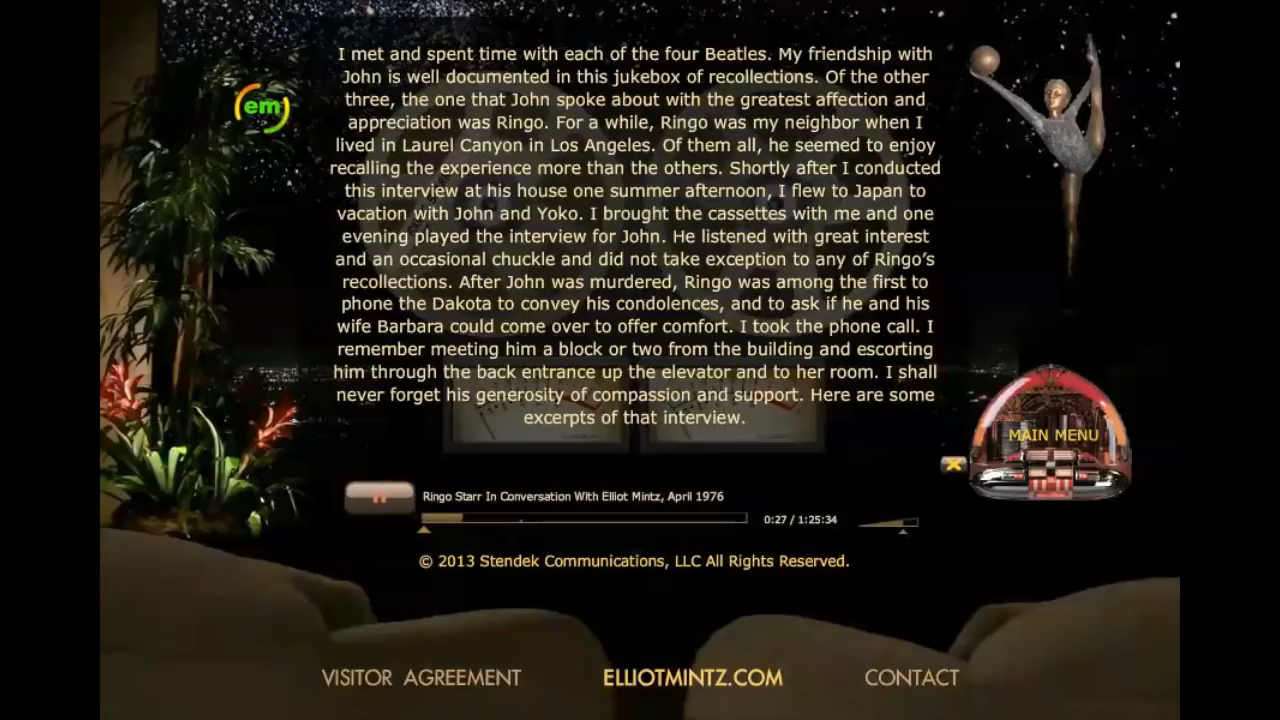 I met and spent time with each of the four Beatles. My friendship with
John is well documented in this jukebox of recollections. Of the other
three, the one that John spoke about with the greatest affection and
appreciation was Ringo. For a while, Ringo was my neighbor when I
lived in Laurel Canyon in Los Angeles. Of them all, he seemed to enjoy
recalling the experience more than the others. Shortly after I conducted
this interview at his house one summer afternoon, I flew to Japan to
vacation with John and Yoko. I brought the cassettes with me and one
evening played the interview for John. He listened with great interest
and an occasional chuckle and did not take exception to any of Ringo’s
recollections. After John was murdered, Ringo was among the first to
phone the Dakota to convey his condolences, and to ask if he and his
wife Barbara could come over to offer comfort. I took the phone call. I
remember meeting him a block or two from the building and escorting
him through the back entrance up the elevator and to her room. I shall
never forget his generosity of compassion and support. Here are some
excerpts of that interview.
em
MAIN MENU
Ringo Starr In Conversation With Elliot Mintz, April 1976
0:27 / 1:25:34
© 2013 Stendek Communications, LLC All Rights Reserved.
VISITOR AGREEMENT
ELLIOTMINTZ.COM
CONTACT